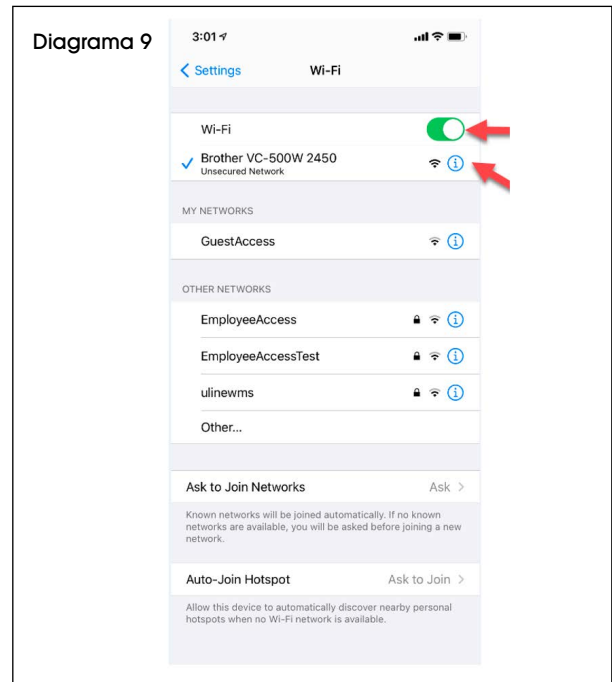 Diagrama 9
3:01
Settings
Wi-Fi
Wi-Fi
Brother VC-500W 2450
Unsecured Network
MY NETWORKS
GuestAccess
OTHER NETWORKS
EmployeeAccess
EmployeeAccessTest
ulinewms
Other...
Ask to Join Networks Ask
Known networks will be joined automatically. If no known
networks are available, you will be asked before joining a new
network.
Auto-Join Hotspot Ask to Join
Allow this device to automatically discover nearby personal
hotspots when no Wi-Fi network is available.